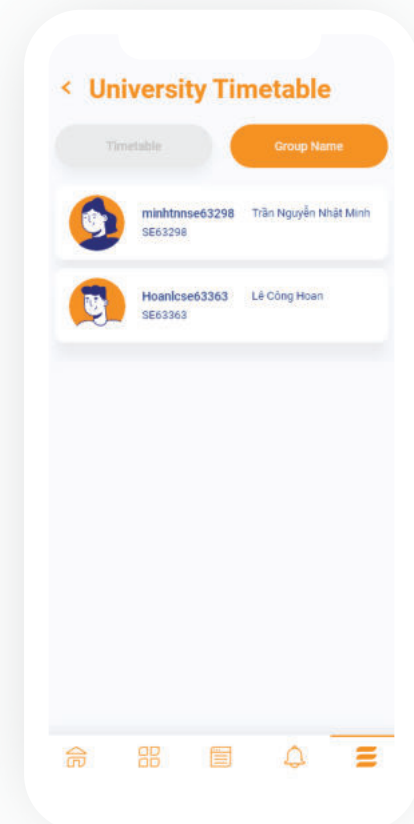 < University Timetable
Timetable Group Name
minhtnnse63298 Trần Nguyễn Nhật Minh
SE63298
Hoanlcse63363 Lê Công Hoan
SE63363